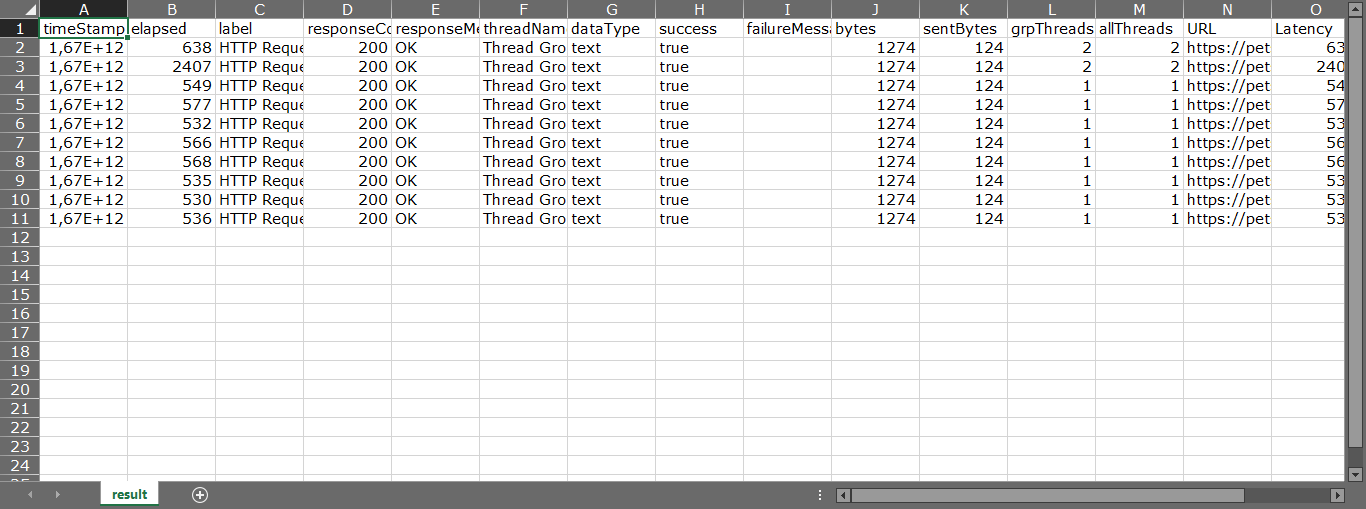 A B C D E F G H I J K L M N O
1 timeStamp elapsed label responseCo responseMe threadName dataType success failureMessa bytes sentBytes grpThreads allThreads URL Latency
2 1,67E+12 638 HTTP Reque 200 OK Thread Gro text true 1274 124 2 2 https://pet 63
3 1,67E+12 2407 HTTP Reque 200 OK Thread Gro text true 1274 124 2 2 https://pet 240
4 1,67E+12 549 HTTP Reque 200 OK Thread Gro text true 1274 124 1 1 https://pet 54
5 1,67E+12 577 HTTP Reque 200 OK Thread Gro text true 1274 124 1 1 https://pet 57
6 1,67E+12 532 HTTP Reque 200 OK Thread Gro text true 1274 124 1 1 https://pet 53
7 1,67E+12 566 HTTP Reque 200 OK Thread Gro text true 1274 124 1 1 https://pet 56
8 1,67E+12 568 HTTP Reque 200 OK Thread Gro text true 1274 124 1 1 https://pet 56
9 1,67E+12 535 HTTP Reque 200 OK Thread Gro text true 1274 124 1 1 https://pet 53
10 1,67E+12 530 HTTP Reque 200 OK Thread Gro text true 1274 124 1 1 https://pet 53
11 1,67E+12 536 HTTP Reque 200 OK Thread Gro text true 1274 124 1 1 https://pet 53
12
13
14
15
16
17
18
19
20
21
22
23
24
result